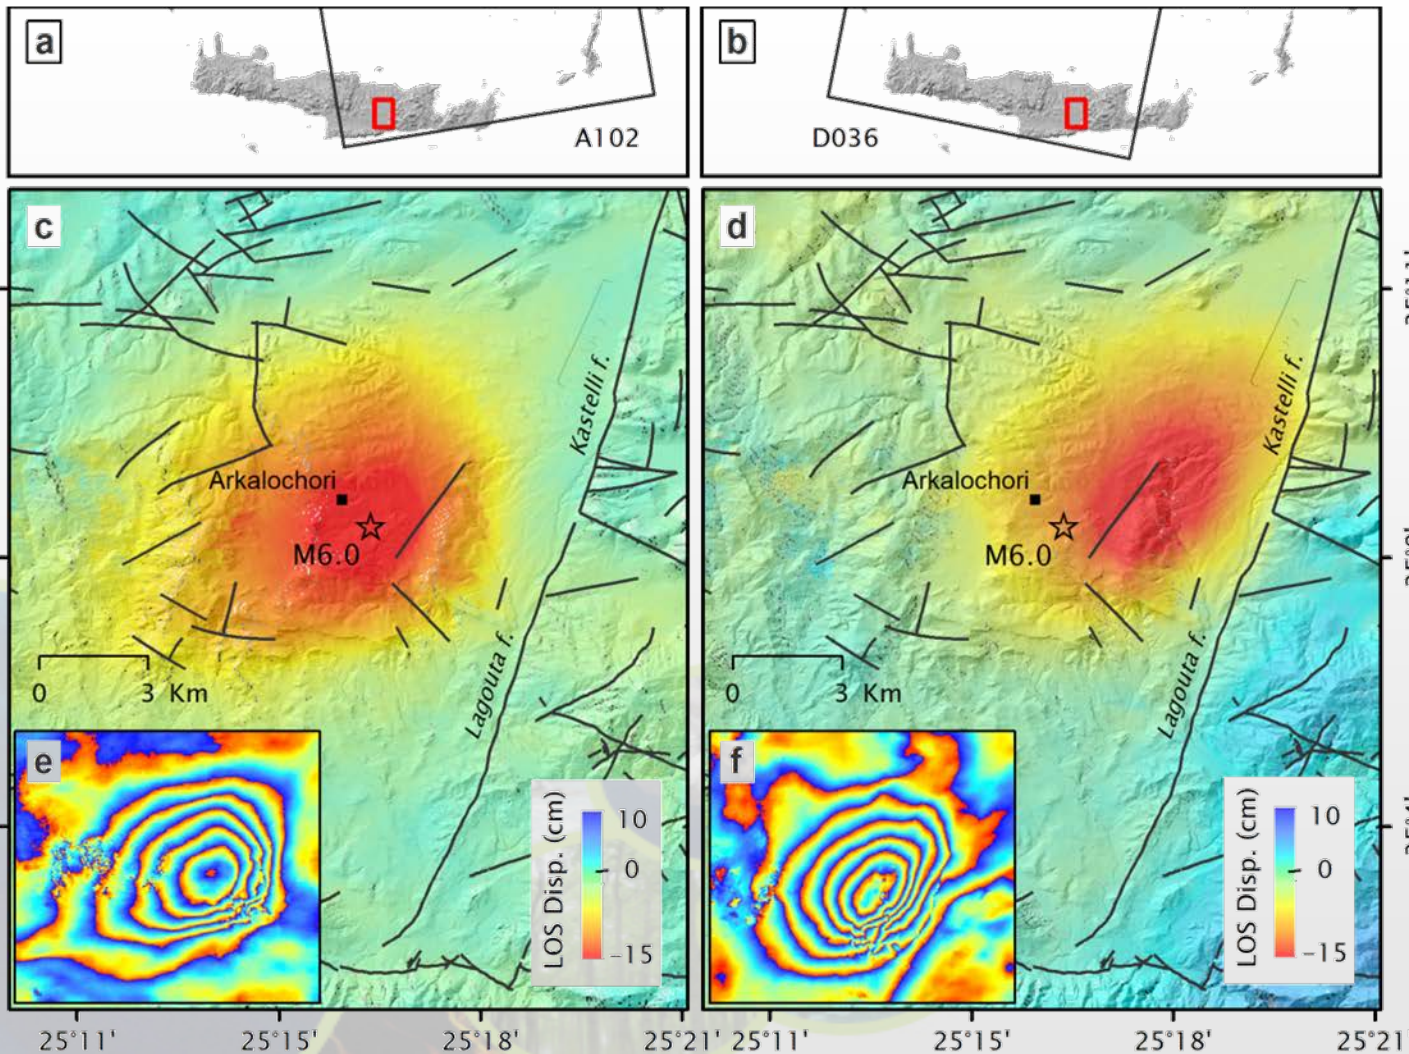 a
A102
b
D036
c
Kastelli f.
Arkalochori
M6.0
0 3 Km
Lagouta f.
e
LOS Disp. (cm)
10
0
-15
d
Kastelli f.
Arkalochori
M6.0
0 3 Km
Lagouta f.
f
LOS Disp. (cm)
10
0
-15
25°11' 25°15' 25°18' 25°21 25°11' 25°15' 25°18' 25°21